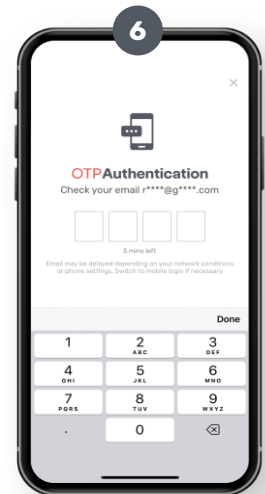 6
OTPAuthentication
Check your email r****@g****.com
5 mins left
Email may be delayed depending on your network conditions
or phone settings. Switch to mobile login if necessary
Done
1 2 3
ABC DEF
4 5 6
GHI JKL MNO
7 8 9
PQRS TUV WXYZ
. 0